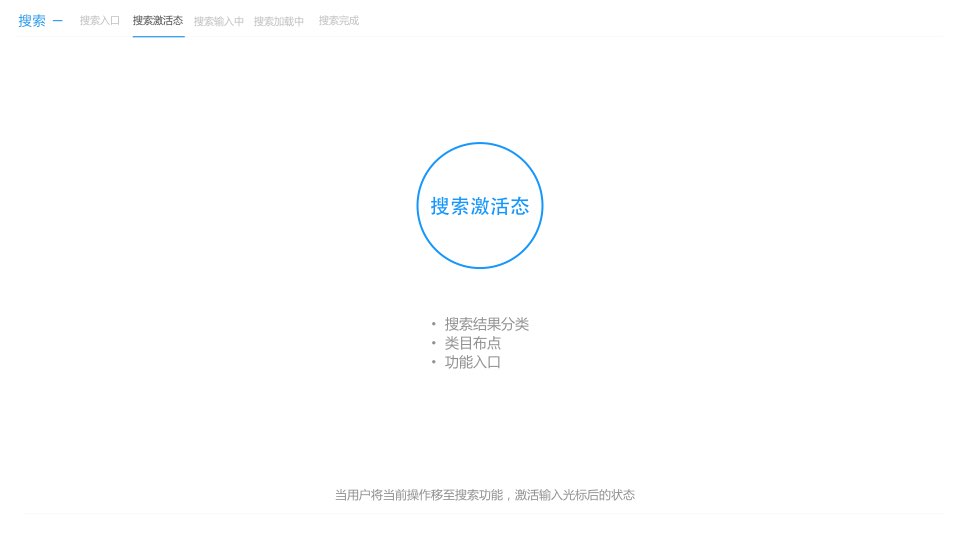 搜索 一 搜索入口 搜索激活态 搜索输入中 搜索加载中 搜索完成
搜索激活态
• 搜索结果分类
• 类目布点
• 功能入口
当用户将当前操作移至搜索功能，激活输入光标后的状态